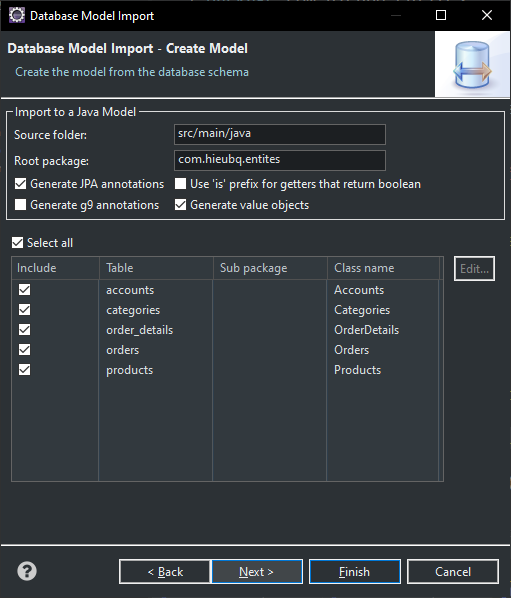 Database Model Import
Database Model Import - Create Model
Create the model from the database schema
Import to a Java Model
Source folder: src/main/java
Root package: com.hieubq.entites
Generate JPA annotations Use 'is' prefix for getters that return boolean
Generate g9 annotations Generate value objects
Select all
Include Table Sub package Class name Edit...
accounts Accounts
categories Categories
order_details OrderDetails
orders Orders
products Products
? < Back Next > Finish Cancel